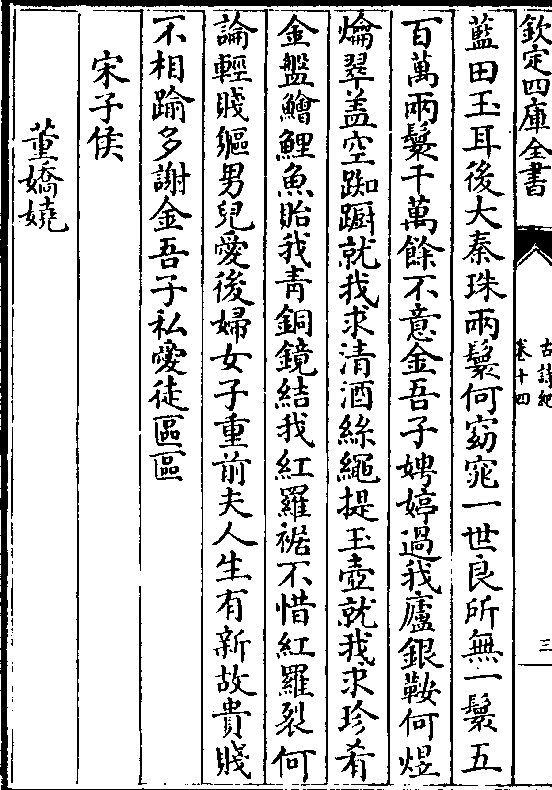 欽定四庫全書
古詩紀
卷十四
三
藍田玉耳後大秦珠兩鬟何窈窕一世良所無一鬟五
百萬兩鬟千萬餘不意金吾子娉婷過我廬銀鞍何煜
爚翠盖空踟躕就我求清酒絲繩提玉壺就我求珍肴
金盤鱠鯉魚貽我青銅鏡結我紅羅裾不惜紅羅裂何
論輕賤軀男兒愛後婦女子重前夫人生有新故貴賤
不相踰多謝金吾子私愛徒區區
宋子侯
董嬌嬈